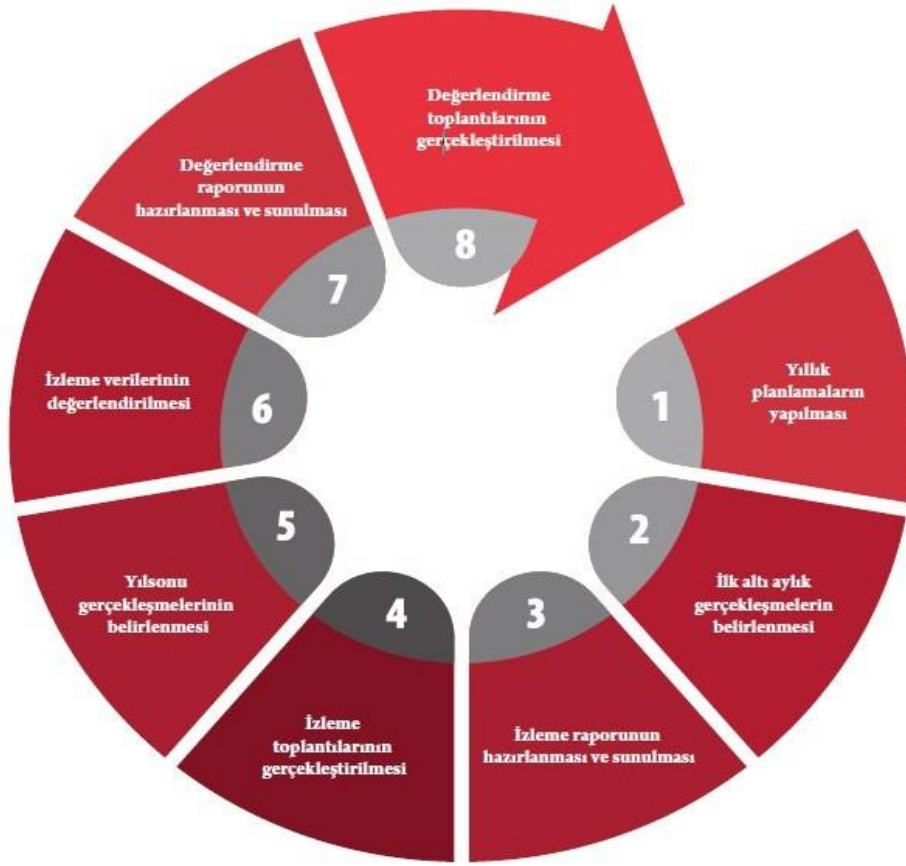 1
Yıllık
planlamaların
yapılması
2
İlk altı aylık
gerçekleşmelerin
belirlenmesi
3
İzleme raporunun
hazırlanması ve sunulması
4
İzleme
toplantılarının
gerçekleştirilmesi
5
Yılsonu
gerçekleşmelerinin
belirlenmesi
6
İzleme verilerinin
değerlendirilmesi
7
Değerlendirme
raporunun
hazırlanması ve sunulması
8
Değerlendirme
toplantılarının
gerçekleştirilmesi